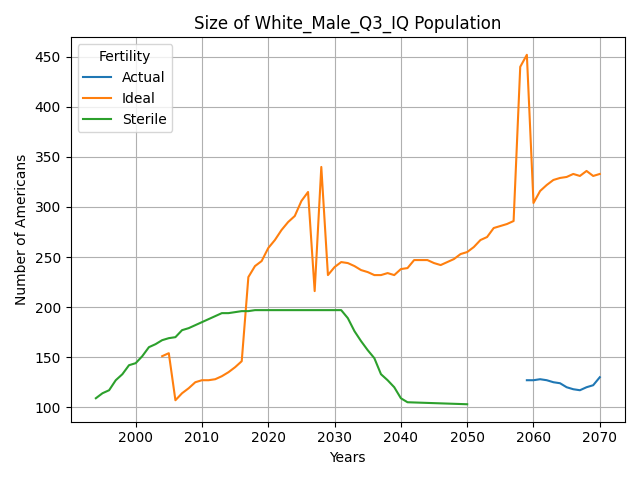 Size of White_Male_Q3_IQ Population
Fertility
Actual
Ideal
Sterile
Number of Americans
450
400
350
300
250
200
150
100
2000
2010
2020
2030
2040
2050
2060
2070
Years